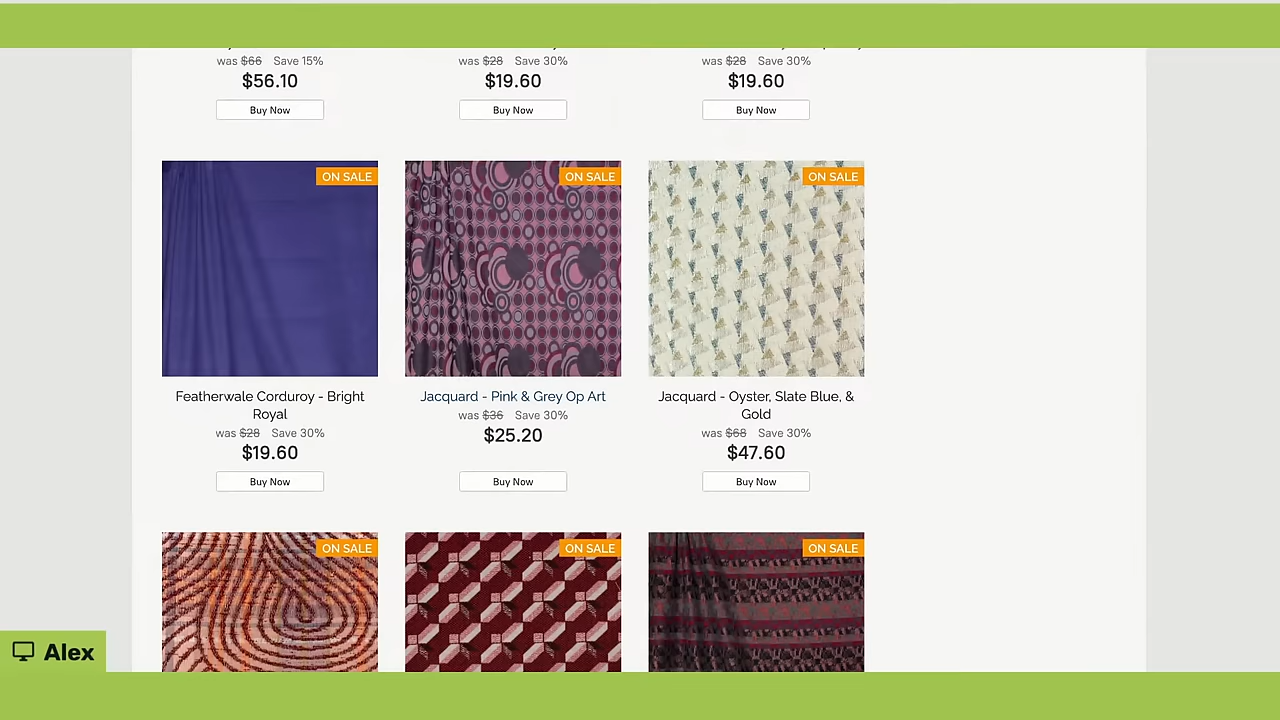 was $66 Save 15%
$56.10
Buy Now
was $28 Save 30%
$19.60
Buy Now
was $28 Save 30%
$19.60
Buy Now
ON SALE
Featherwale Corduroy - Bright
Royal
was $28 Save 30%
$19.60
Buy Now
ON SALE
Jacquard - Pink & Grey Op Art
was $36 Save 30%
$25.20
Buy Now
ON SALE
Jacquard - Oyster, Slate Blue, &
Gold
was $68 Save 30%
$47.60
Buy Now
ON SALE
ON SALE
ON SALE
Alex